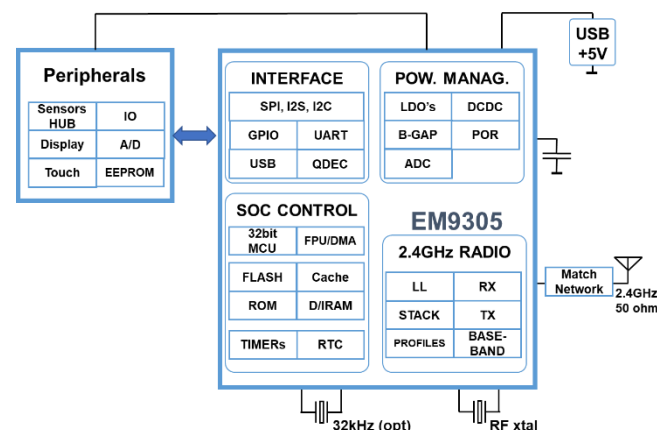 USB
+5V
Peripherals
Sensors
HUB
IO
Display
A/D
Touch
EEPROM
INTERFACE
SPI, I2S, I2C
GPIO
UART
USB
QDEC
POW. MANAG.
LDO's
DCDC
B-GAP
POR
ADC
SOC CONTROL
32bit
MCU
FPU/DMA
FLASH
Cache
ROM
D/IRAM
TIMERs
RTC
EM9305
2.4GHz RADIO
LL
RX
STACK
TX
PROFILES
BASE-
BAND
Match
Network
2.4GHz
50 ohm
32kHz (opt)
RF xtal